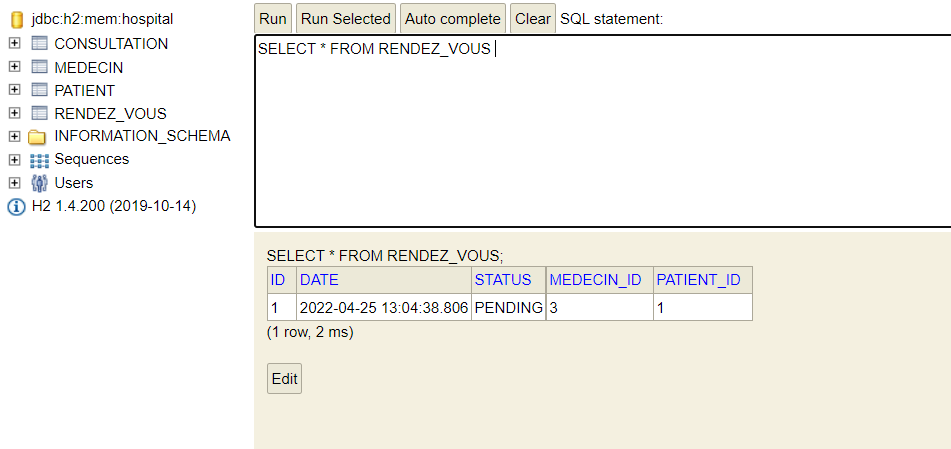 jdbc:h2:mem:hospital
CONSULTATION
MEDECIN
PATIENT
RENDEZ_VOUS
INFORMATION_SCHEMA
Sequences
Users
H2 1.4.200 (2019-10-14)
Run Run Selected Auto complete Clear SQL statement:
SELECT * FROM RENDEZ_VOUS
SELECT * FROM RENDEZ_VOUS;
ID DATE STATUS MEDECIN_ID PATIENT_ID
1 2022-04-25 13:04:38.806 PENDING 3 1
(1 row, 2 ms)
Edit